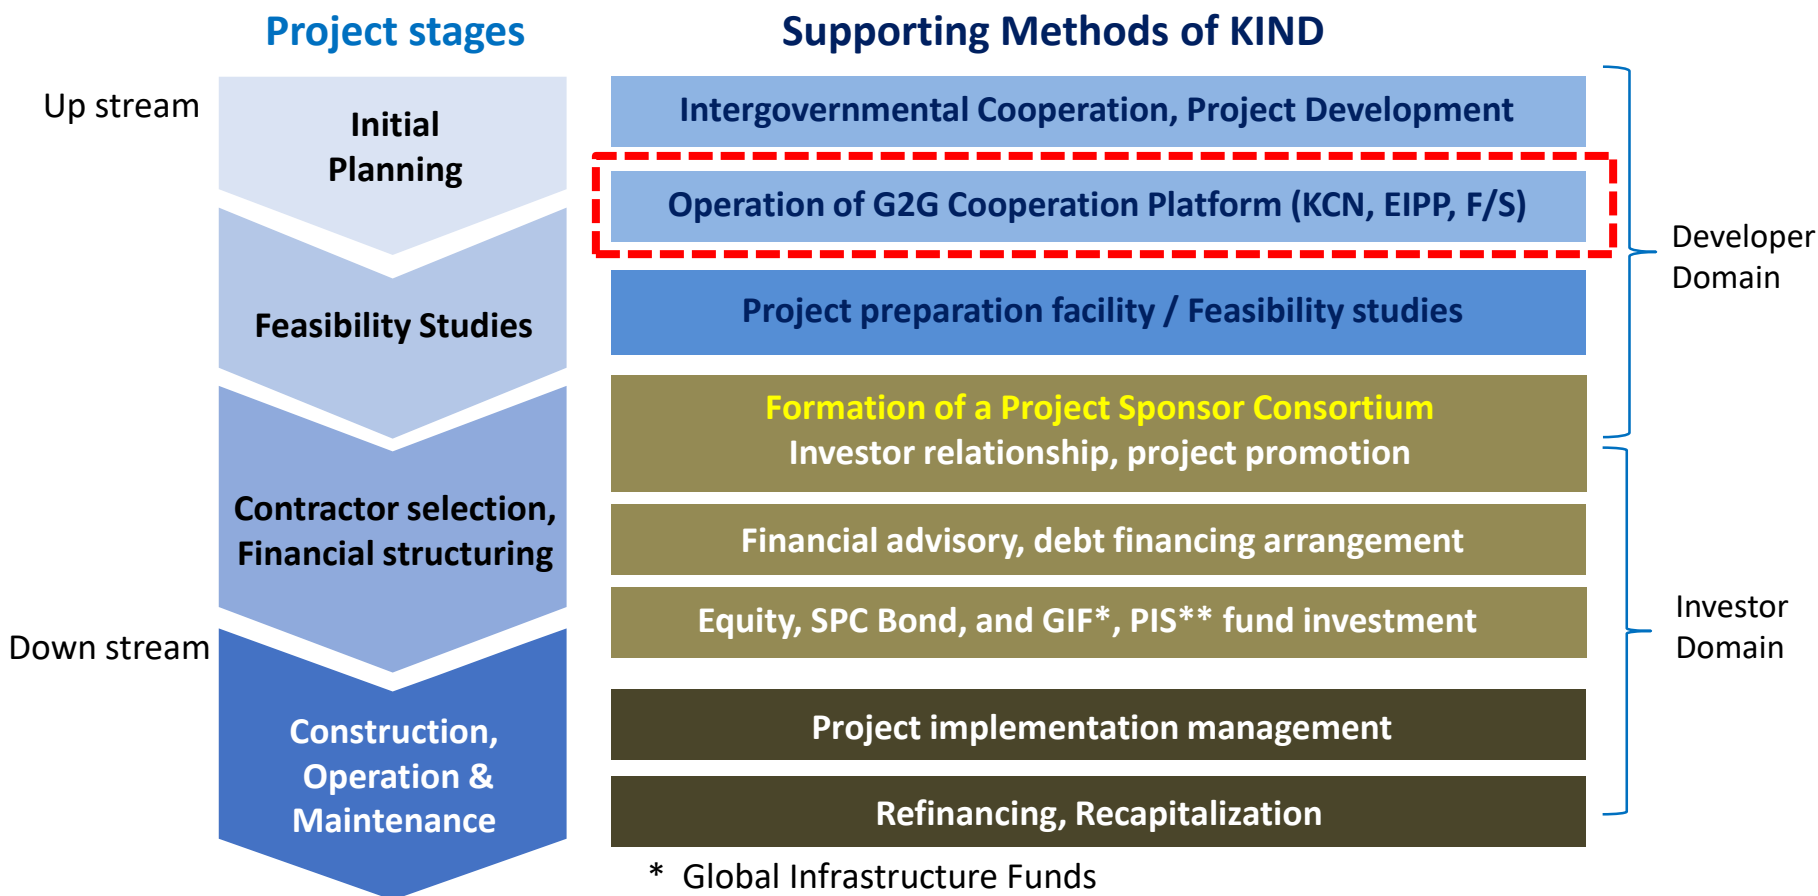 Project stages
Supporting Methods of KIND
Up stream
Initial
Planning
Feasibility Studies
Contractor selection,
Financial structuring
Down stream
Construction,
Operation &
Maintenance
Intergovernmental Cooperation, Project Development
Operation of G2G Cooperation Platform (KCN, EIPP, F/S)
Project preparation facility / Feasibility studies
Formation of a Project Sponsor Consortium
Investor relationship, project promotion
Financial advisory, debt financing arrangement
Equity, SPC Bond, and GIF*, PIS** fund investment
Project implementation management
Refinancing, Recapitalization
Developer
Domain
Investor
Domain
* Global Infrastructure Funds